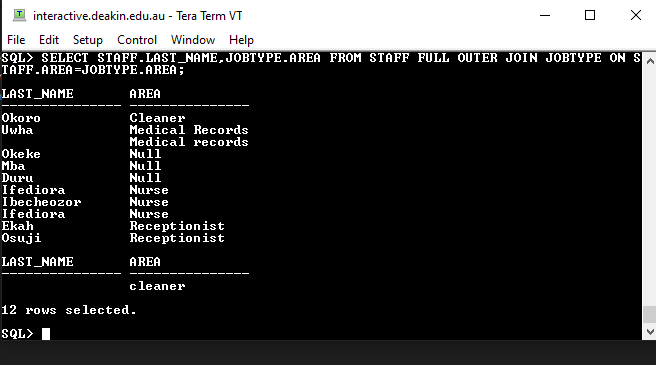 interactive.deakin.edu.au - Tera Term VT
File Edit Setup Control Window Help
SQL> SELECT STAFF.LAST_NAME,JOBTYPE.AREA FROM STAFF FULL OUTER JOIN JOBTYPE ON S
TAFF.AREA=JOBTYPE.AREA;
LAST_NAME AREA
--------------- ---------------
Okoro Cleaner
Uwha Medical Records
Medical records
Okeke Null
Mba Null
Duru Null
Ifediora Nurse
Ibecheozor Nurse
Ifediora Nurse
Ekah Receptionist
Osuji Receptionist
LAST_NAME AREA
--------------- ---------------
cleaner
12 rows selected.
SQL>